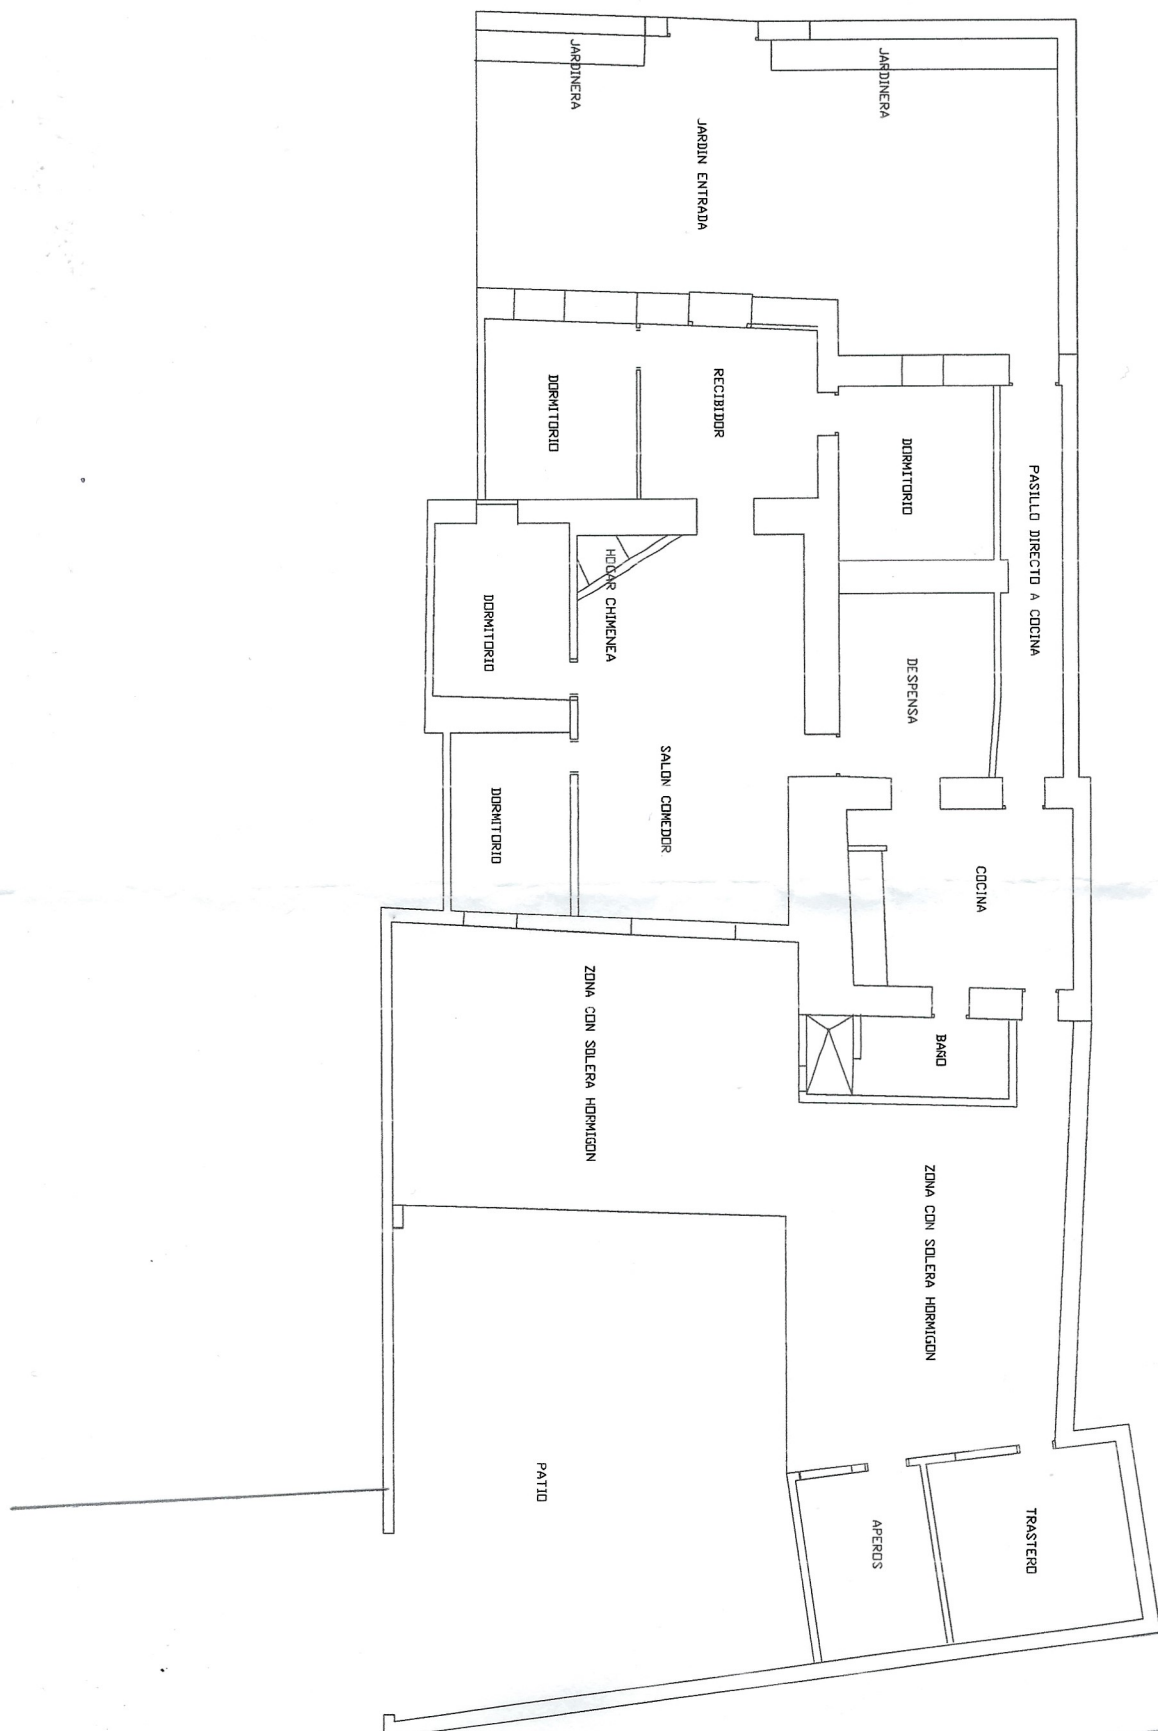 JARDINERA
JARDINERA
JARDIN ENTRADA
DORMITORIO
RECIBIDOR
DORMITORIO
PASILLO DIRECTO A COCINA
HOGAR CHIMENEA
DORMITORIO
DESPENSA
SALON COMEDOR
DORMITORIO
COCINA
BAÑO
ZONA CON SOLERA HORMIGON
ZONA CON SOLERA HORMIGON
PATIO
APEROS
TRASTERO